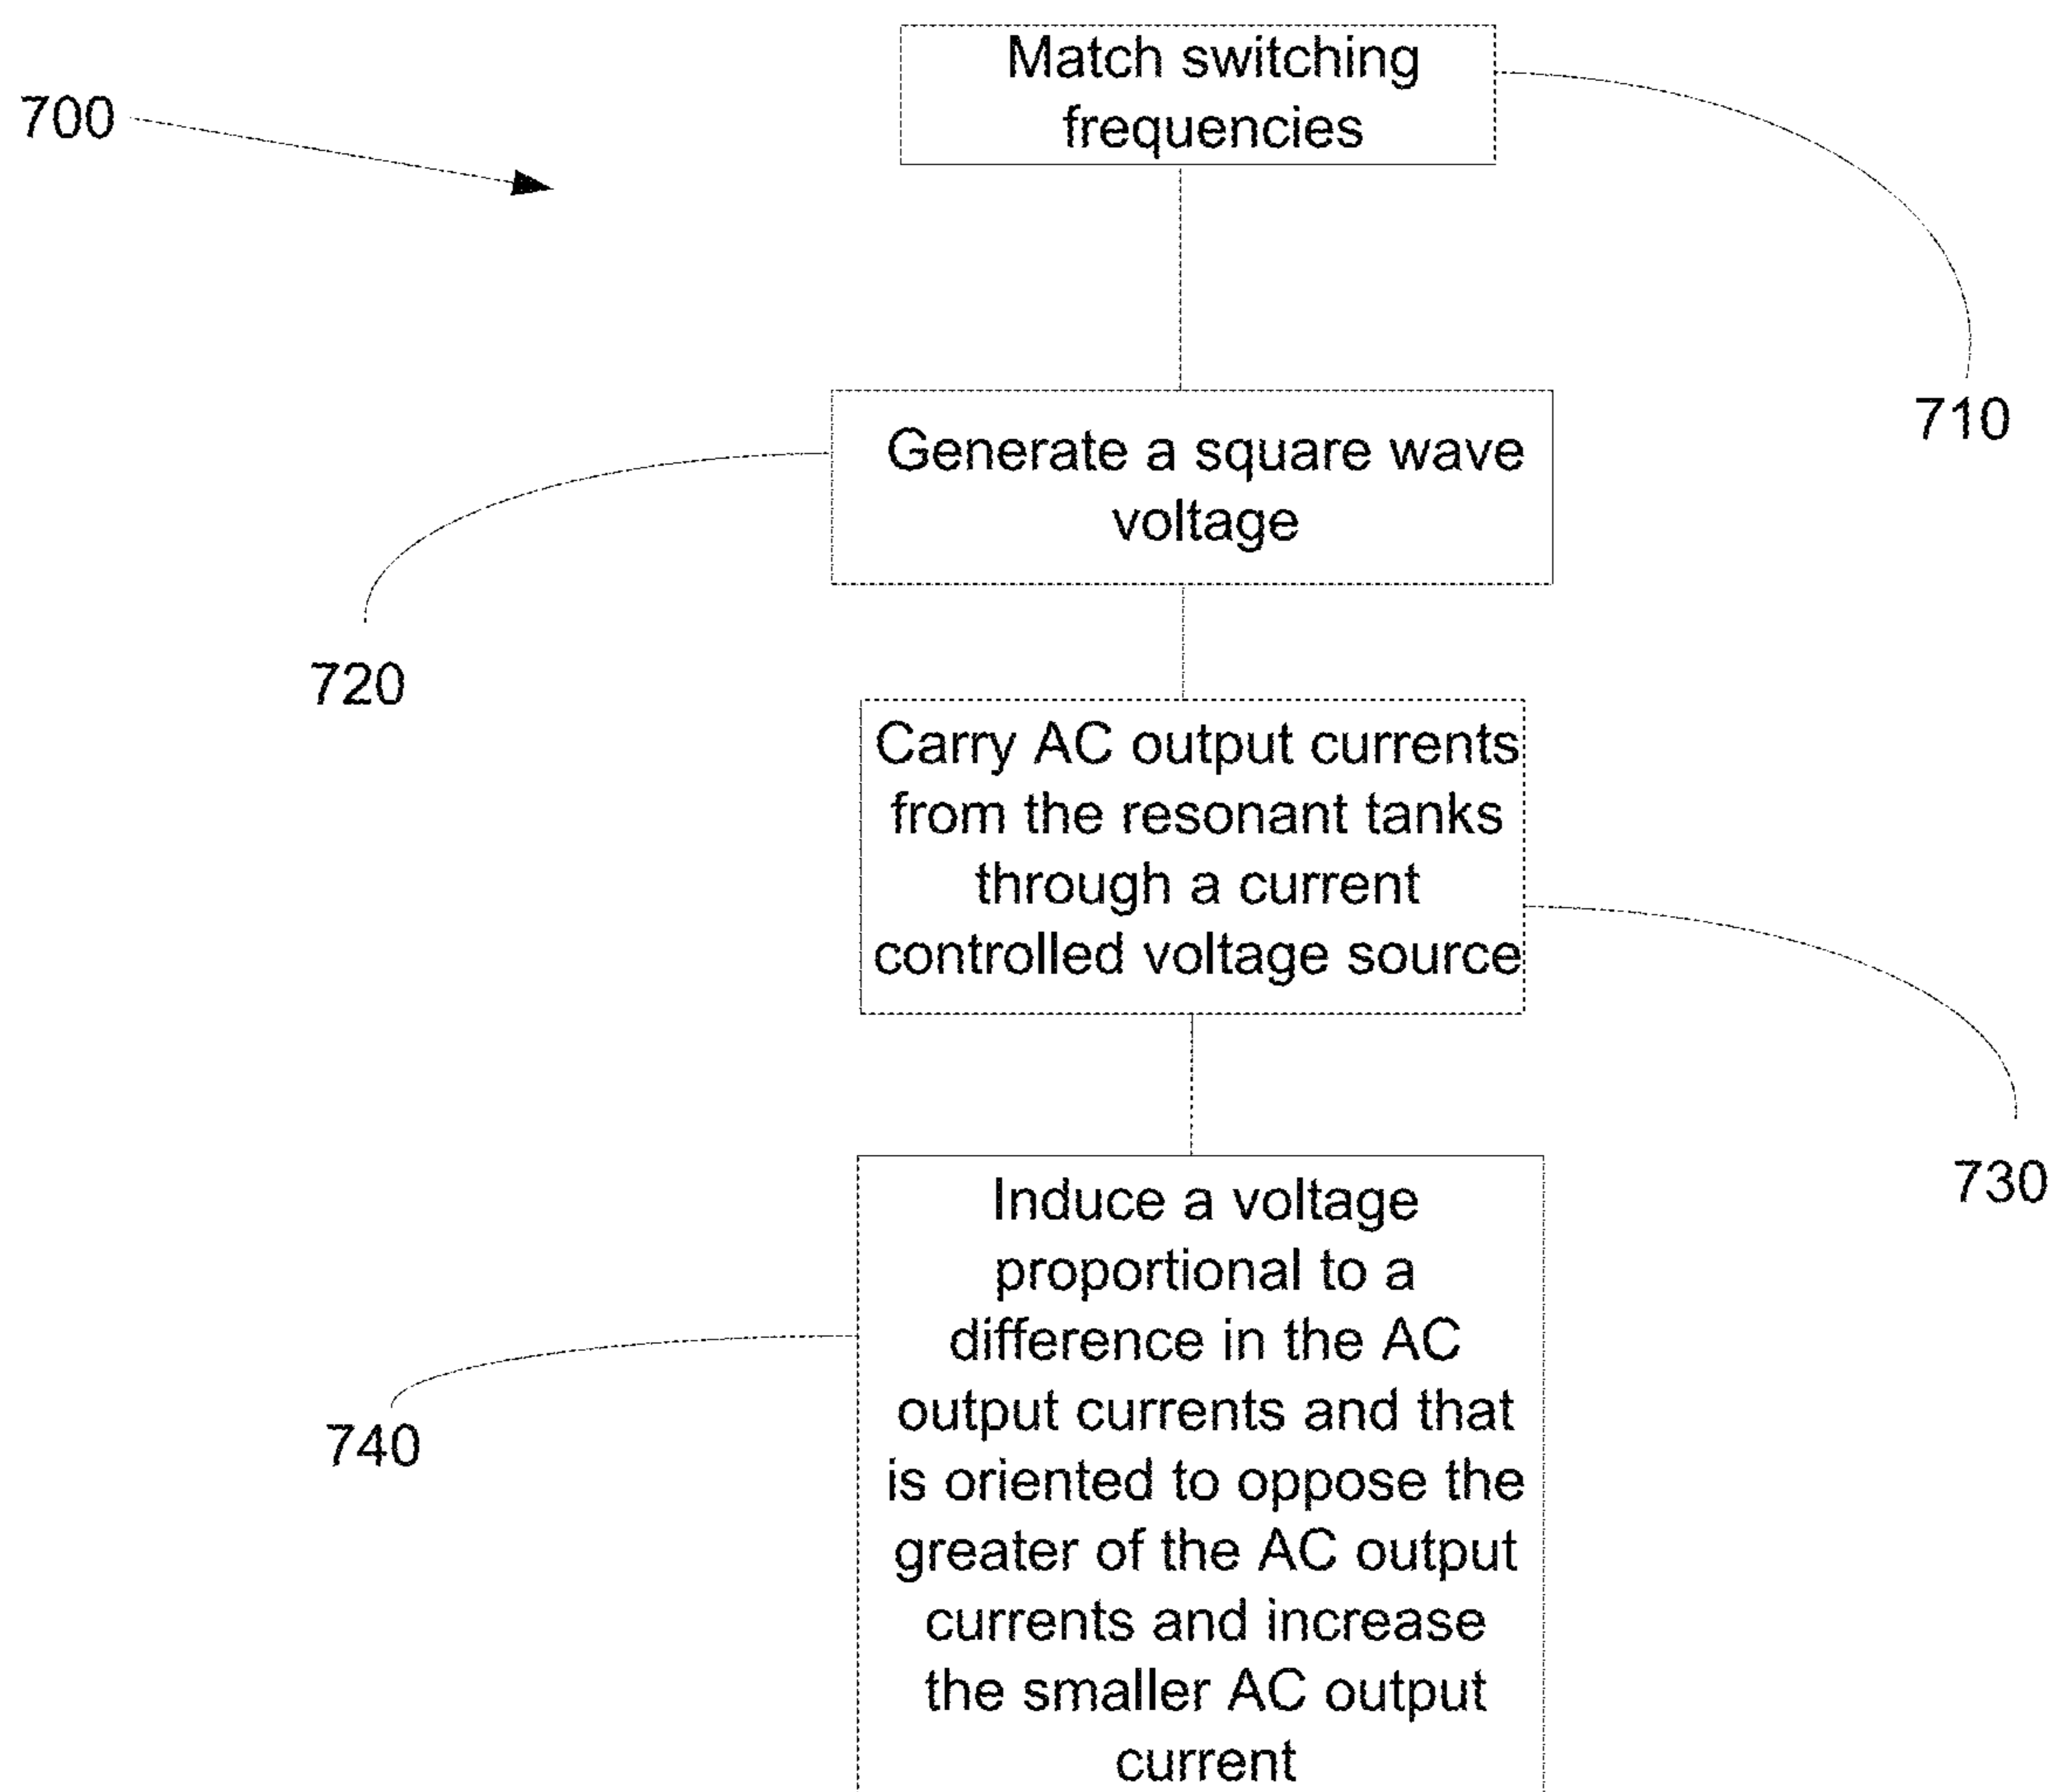 Match switching
frequencies
700
710
Generate a square wave
voltage
720
Carry AC output currents
from the resonant tanks
through a current
controlled voltage source
730
Induce a voltage
proportional to a
difference in the AC
output currents and that
is oriented to oppose the
greater of the AC output
currents and increase
the smaller AC output
current
740